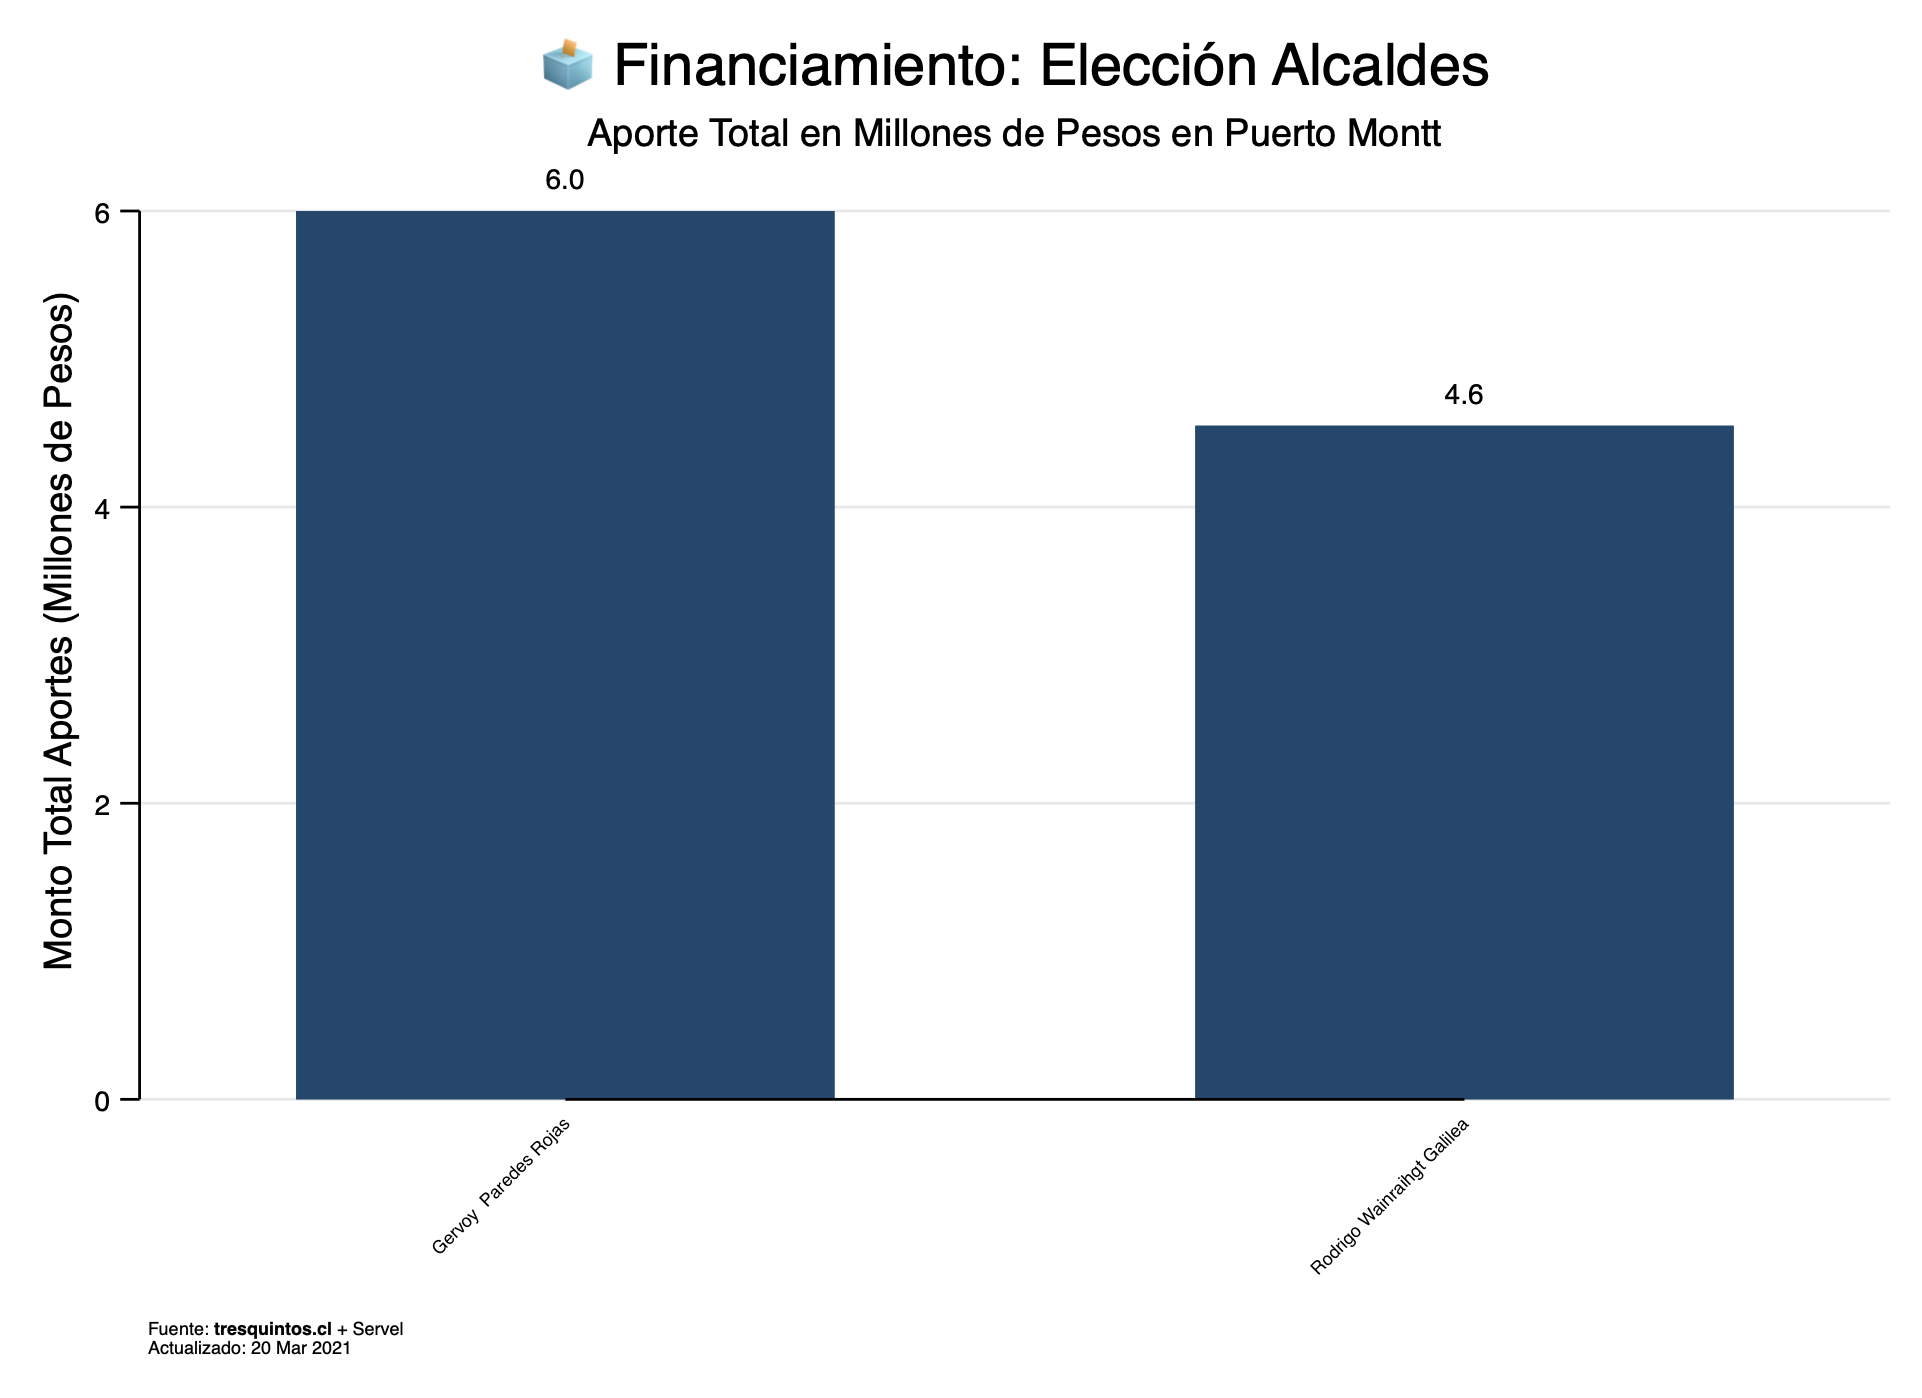 Financiamiento: Elección Alcaldes
Aporte Total en Millones de Pesos en Puerto Montt
Monto Total Aportes (Millones de Pesos)
6
4
2
0
6.0
4.6
Gervoy  Paredes Rojas
Rodrigo Wainraihgt Galilea
Fuente: tresquintos.cl + Servel
Actualizado: 20 Mar 2021